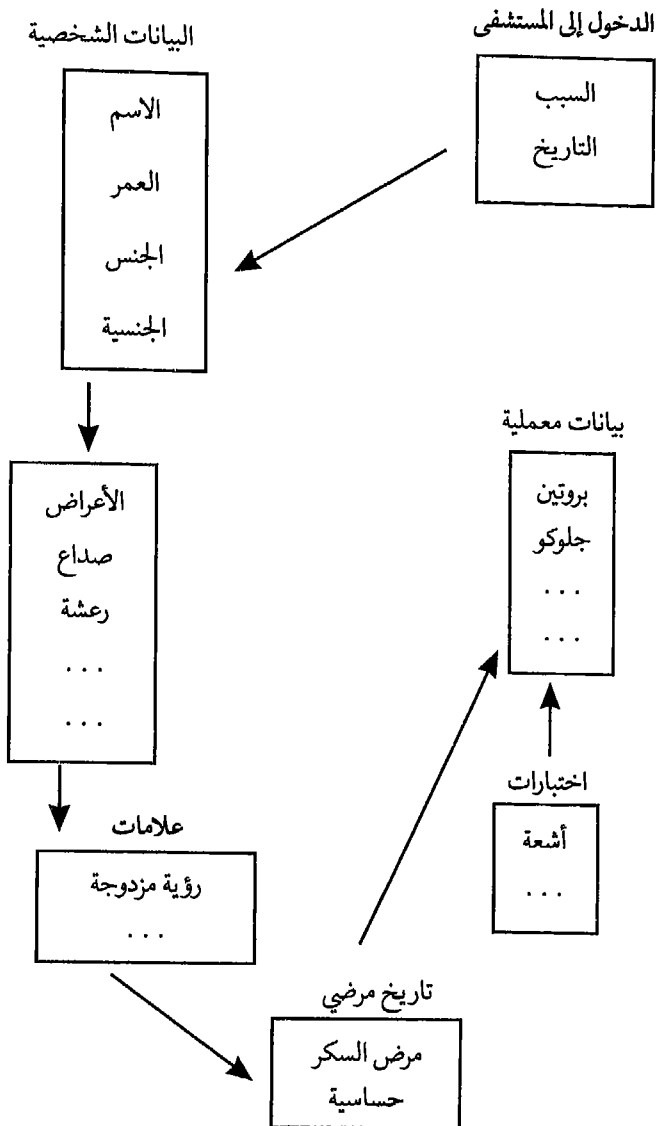 الدخول إلى المستشفى
السبب
التاريخ
البيانات الشخصية
الاسم
العمر
الجنس
الجنسية
الأعراض
صداع
رعشة
. . .
. . .
علامات
رؤية مزدوجة
. . .
تاريخ مرضي
مرض السكر
حساسية
بيانات معملية
بروتين
جلوكو
. . .
. . .
اختبارات
أشعة
. . .